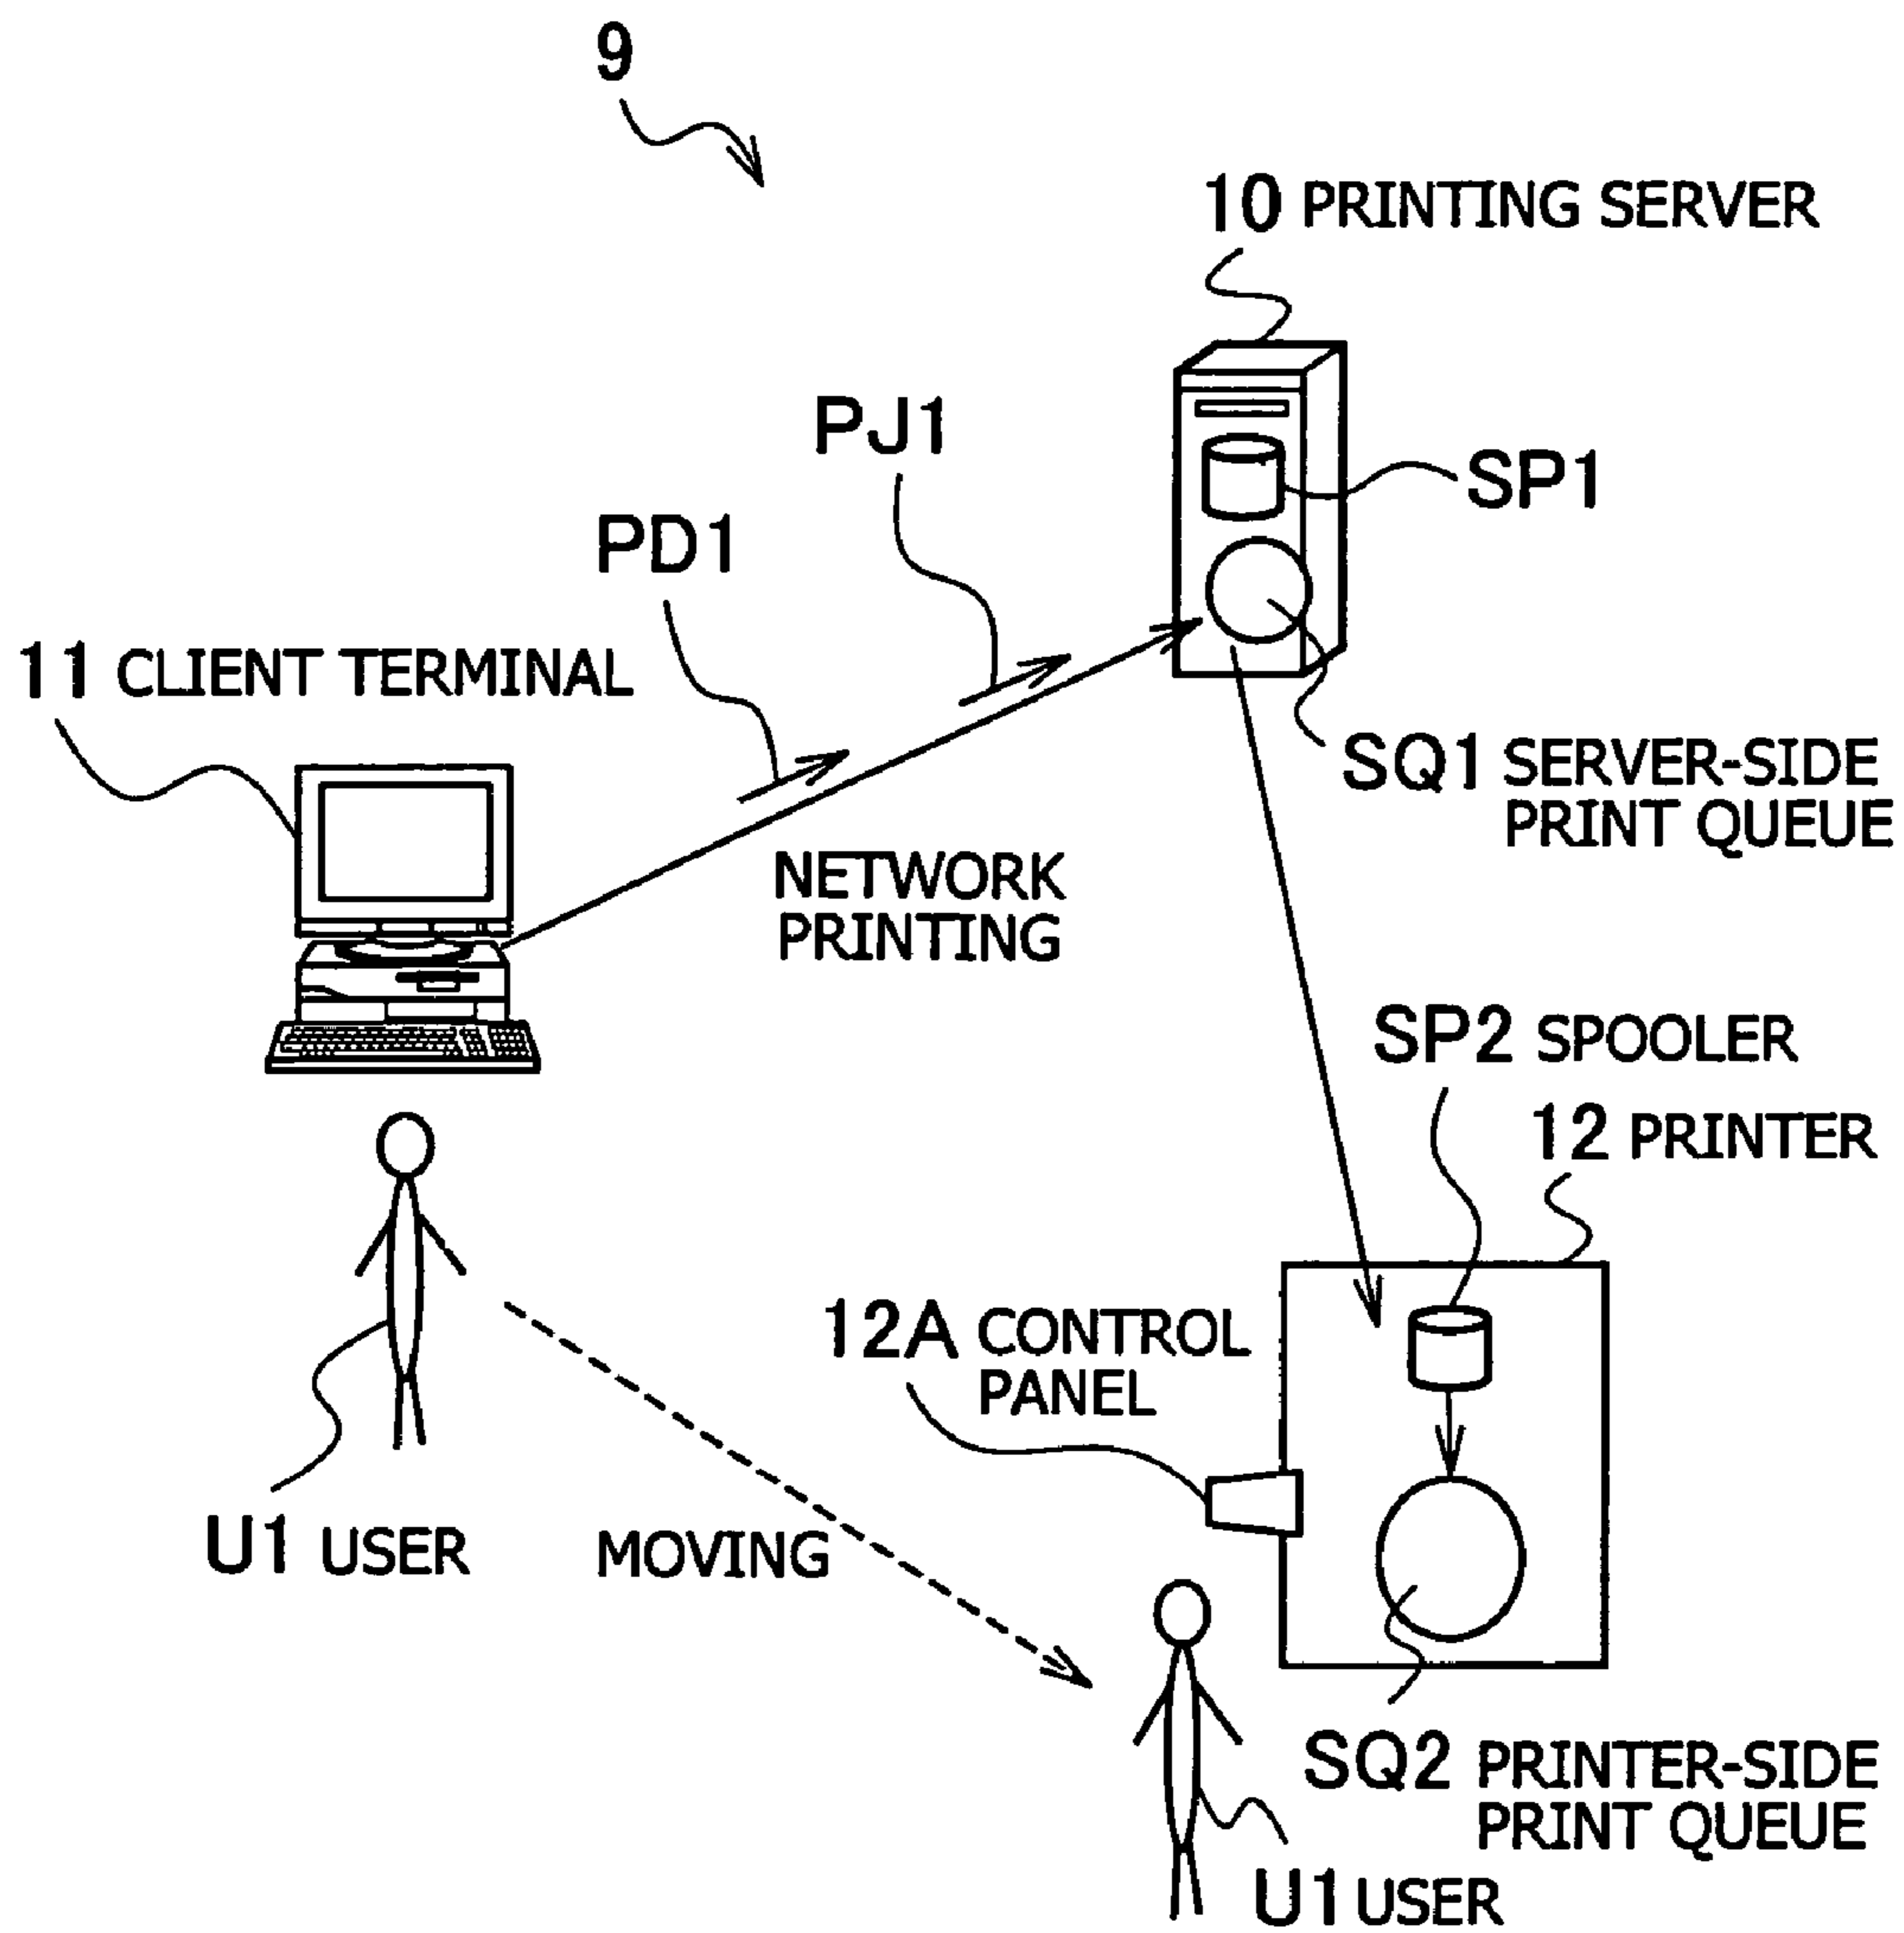 9
10 PRINTING SERVER
PJ1
SP1
PD1
11 CLIENT TERMINAL
SQ1 SERVER-SIDE
PRINT QUEUE
NETWORK
PRINTING
SP2 SPOOLER
12 PRINTER
12A CONTROL
PANEL
U1 USER
MOVING
SQ2 PRINTER-SIDE
PRINT QUEUE
U1 USER